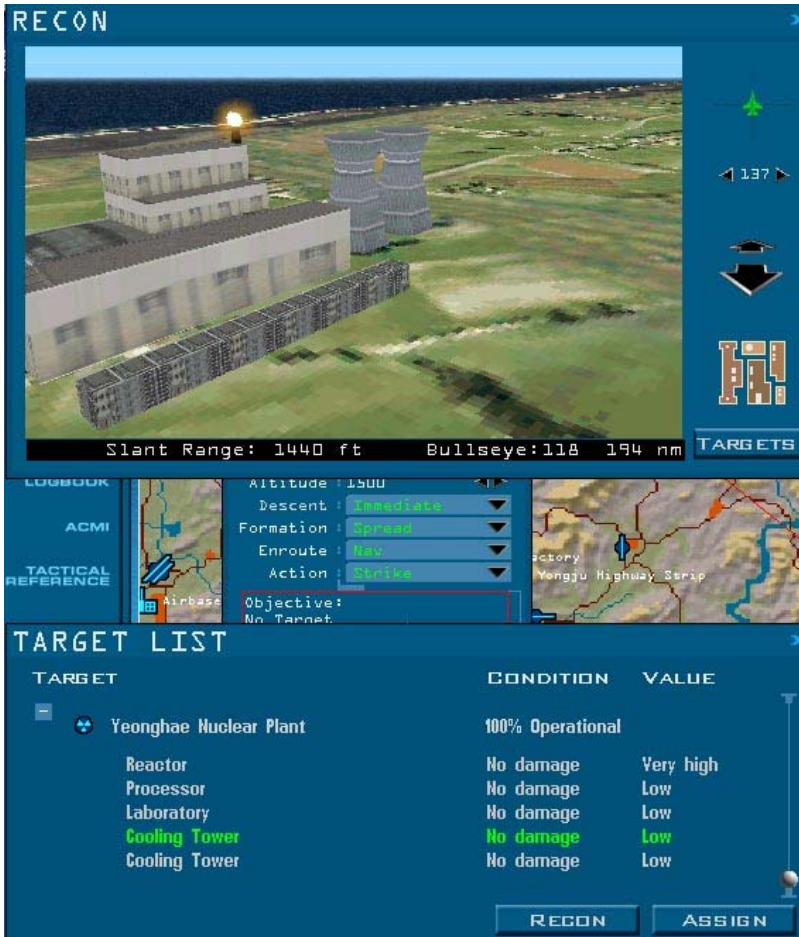 RECON
137
Slant Range: 1440 ft Bullseye:118 194 nm
TARGETS
LOGBOOK
ACMI
TACTICAL REFERENCE
Airbase
Altitude : 1500
Descent : Immediate
Formation : Spread
Enroute : Nav
Action : Strike
Objective:
No Target
actory
Yongju Highway Strip
TARGET LIST
TARGET CONDITION VALUE
Yeonghae Nuclear Plant 100% Operational
Reactor No damage Very high
Processor No damage Low
Laboratory No damage Low
Cooling Tower No damage Low
Cooling Tower No damage Low
RECON ASSIGN